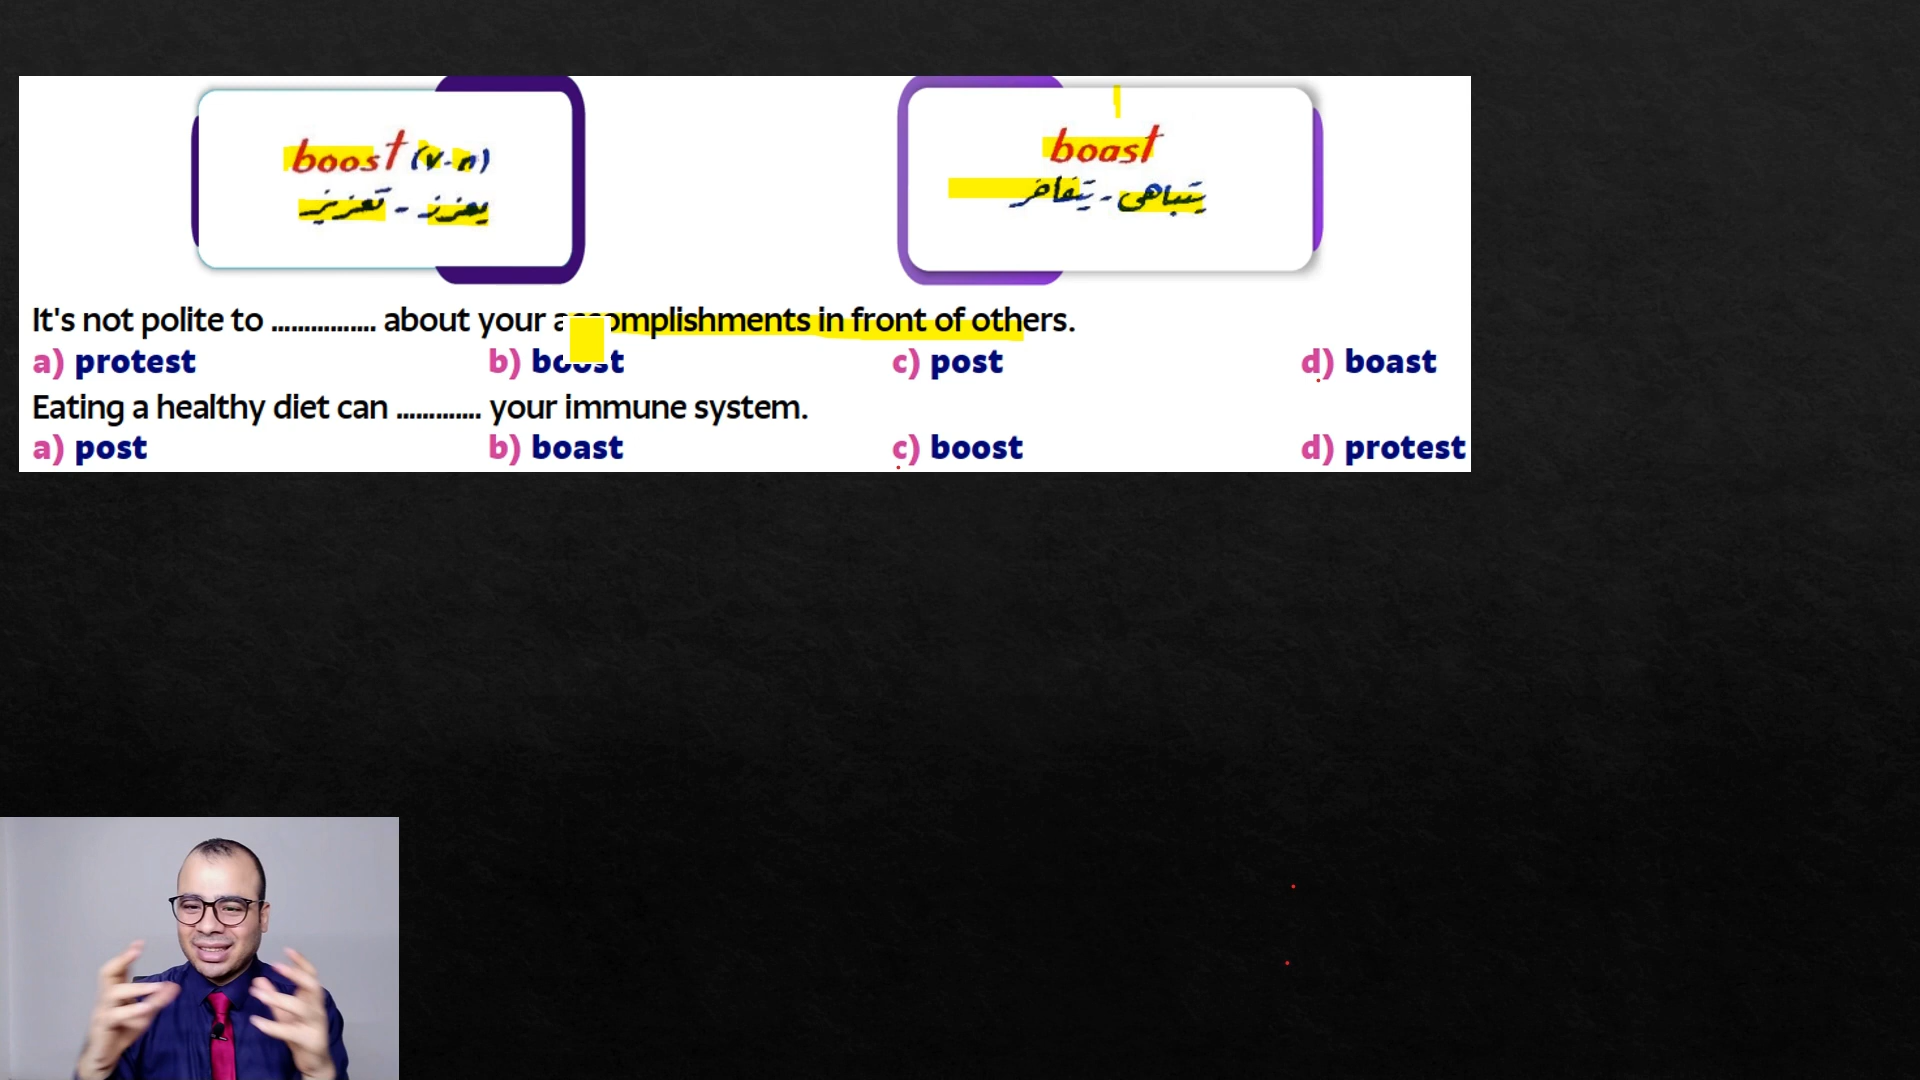 boost (v-n)
يعزز - تعزيز
boast
يتباهى - يتفاخر
It's not polite to ................ about your accomplishments in front of others.
a) protest b) boost c) post d) boast
Eating a healthy diet can ............. your immune system.
a) post b) boast c) boost d) protest